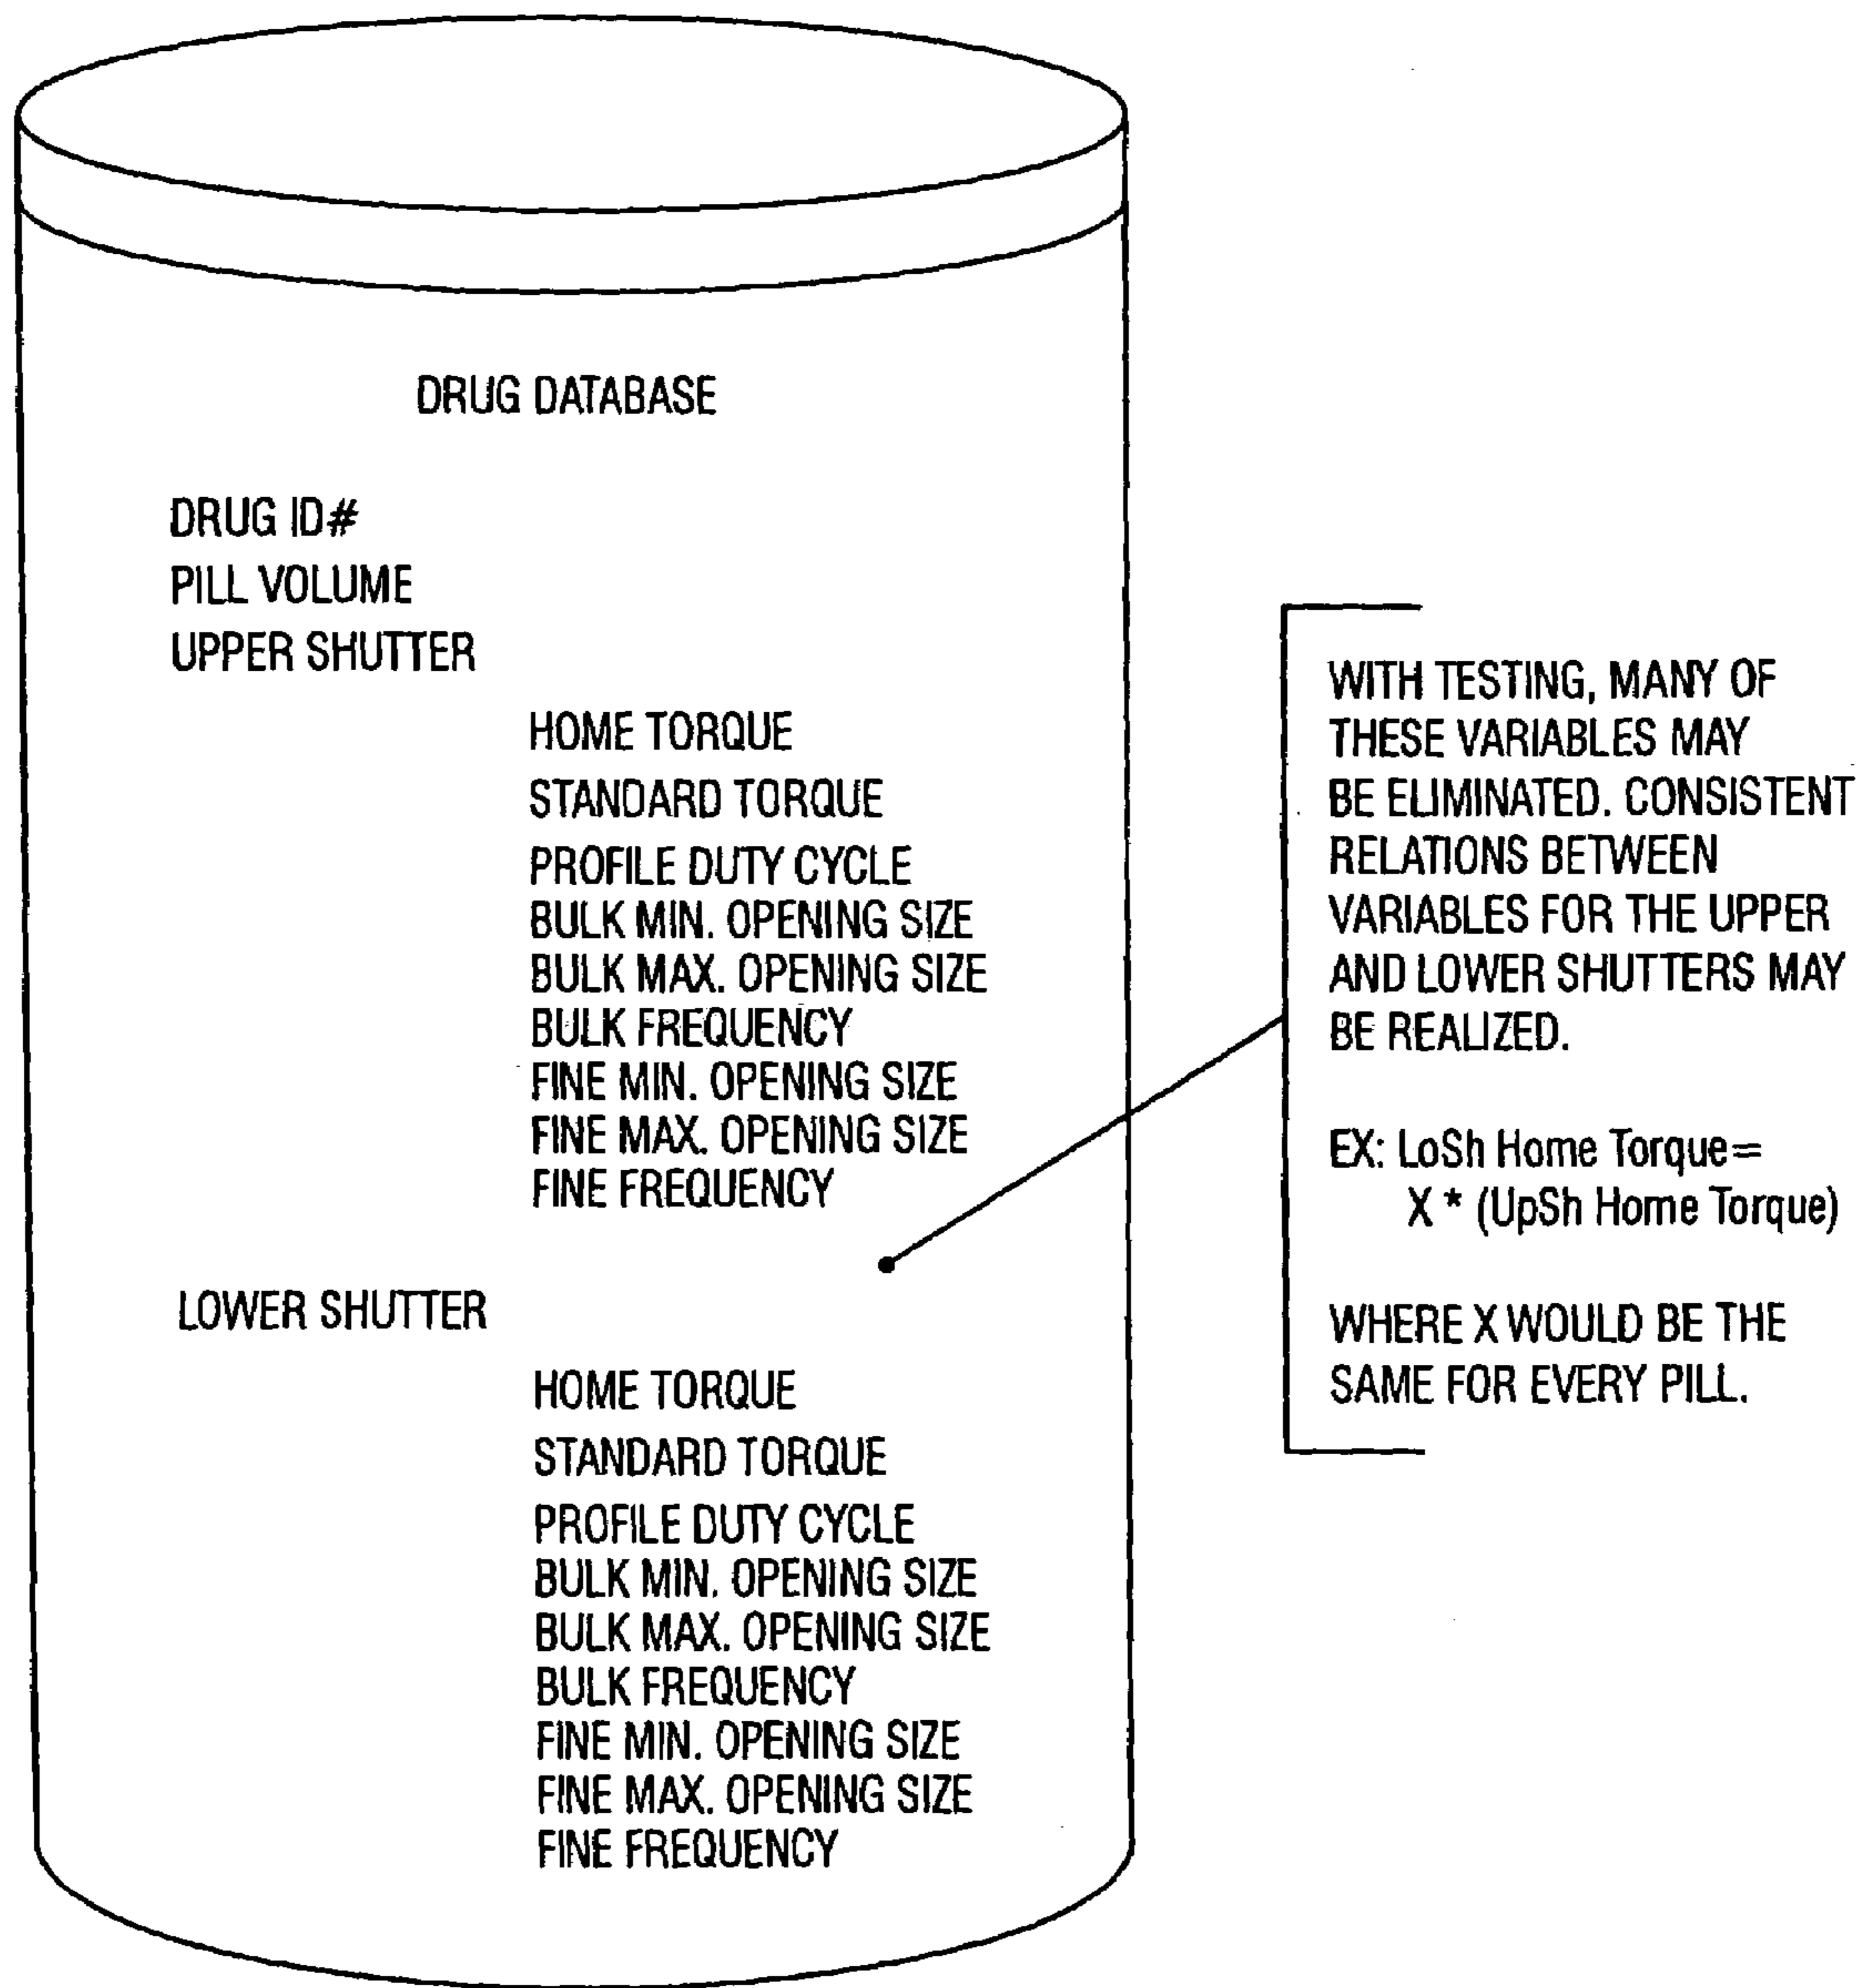 DRUG DATABASE
DRUG ID#
PILL VOLUME
UPPER SHUTTER
HOME TORQUE
STANDARD TORQUE
PROFILE DUTY CYCLE
BULK MIN. OPENING SIZE
BULK MAX. OPENING SIZE
BULK FREQUENCY
FINE MIN. OPENING SIZE
FINE MAX. OPENING SIZE
FINE FREQUENCY
LOWER SHUTTER
HOME TORQUE
STANDARD TORQUE
PROFILE DUTY CYCLE
BULK MIN. OPENING SIZE
BULK MAX. OPENING SIZE
BULK FREQUENCY
FINE MIN. OPENING SIZE
FINE MAX. OPENING SIZE
FINE FREQUENCY
WITH TESTING, MANY OF
THESE VARIABLES MAY
BE ELIMINATED. CONSISTENT
RELATIONS BETWEEN
VARIABLES FOR THE UPPER
AND LOWER SHUTTERS MAY
BE REALIZED.
EX: LoSh Home Torque=
X * (UpSh Home Torque)
WHERE X WOULD BE THE
SAME FOR EVERY PILL.